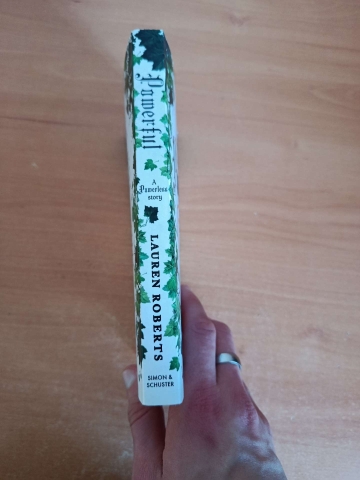 Powerful
A
Powerless
story
LAUREN ROBERTS
SIMON &
SCHUSTER